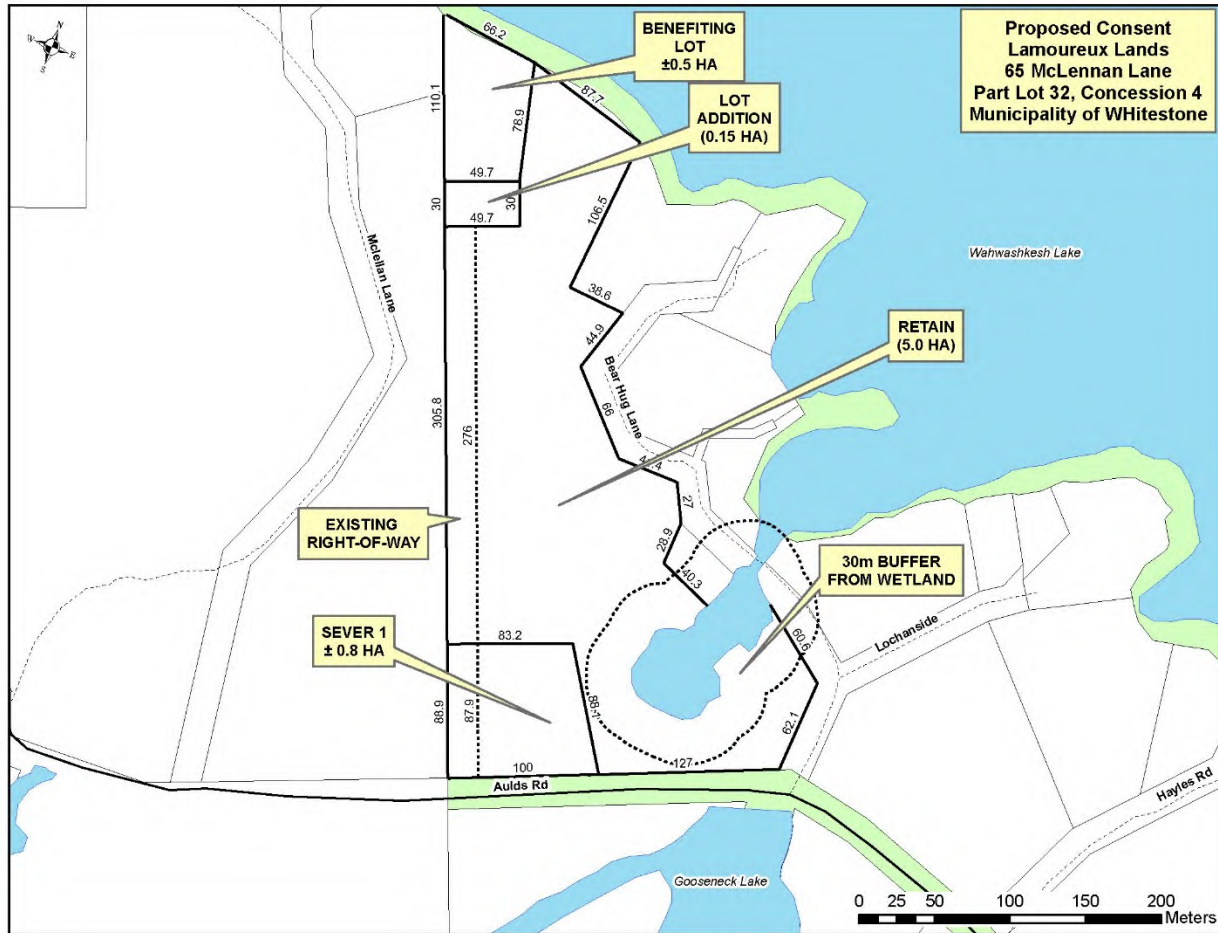 Proposed Consent
Lamoureux Lands
65 McLennan Lane
Part Lot 32, Concession 4
Municipality of WHitestone
N
W
E
S
BENEFITING
LOT
±0.5 HA
LOT
ADDITION
(0.15 HA)
66.2
87.7
110.1
78.9
49.7
30
30
49.7
106.5
38.6
44.9
66
27
28.9
40.3
Mclellan Lane
Bear Hug Lane
Wahwashkesh Lake
RETAIN
(5.0 HA)
305.8
276
EXISTING
RIGHT-OF-WAY
30m BUFFER
FROM WETLAND
SEVER 1
± 0.8 HA
83.2
88.9
87.9
60.6
62.1
100
127
Lochanside
Aulds Rd
Hayles Rd
Gooseneck Lake
0 25 50 100 150 200
Meters